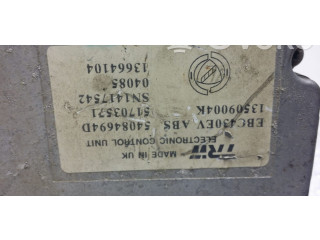 TRW
MADE IN UK
ELECTRONIC CONTROL UNIT
EBC430EV ABS 54084694D
13509004K 51703521
SN1417542
04085
13664104